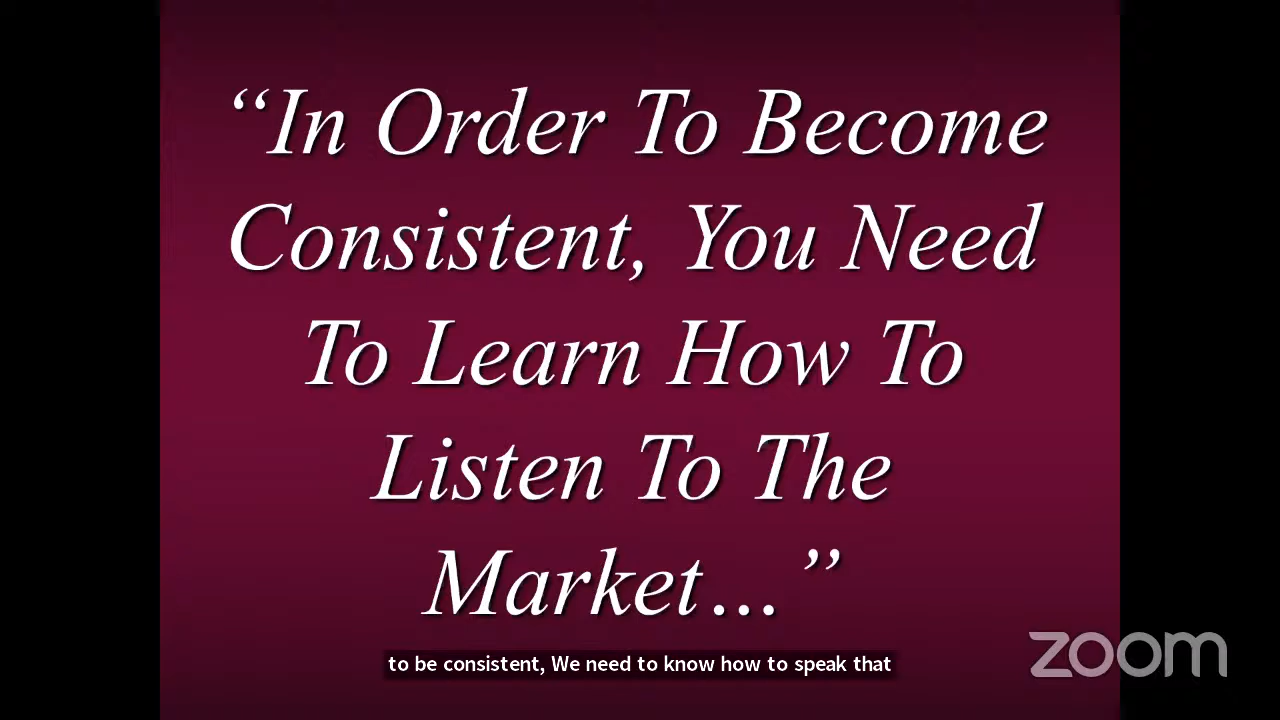 “In Order To Become
Consistent, You Need
To Learn How To
Listen To The
Market…”
to be consistent, We need to know how to speak that
zoom